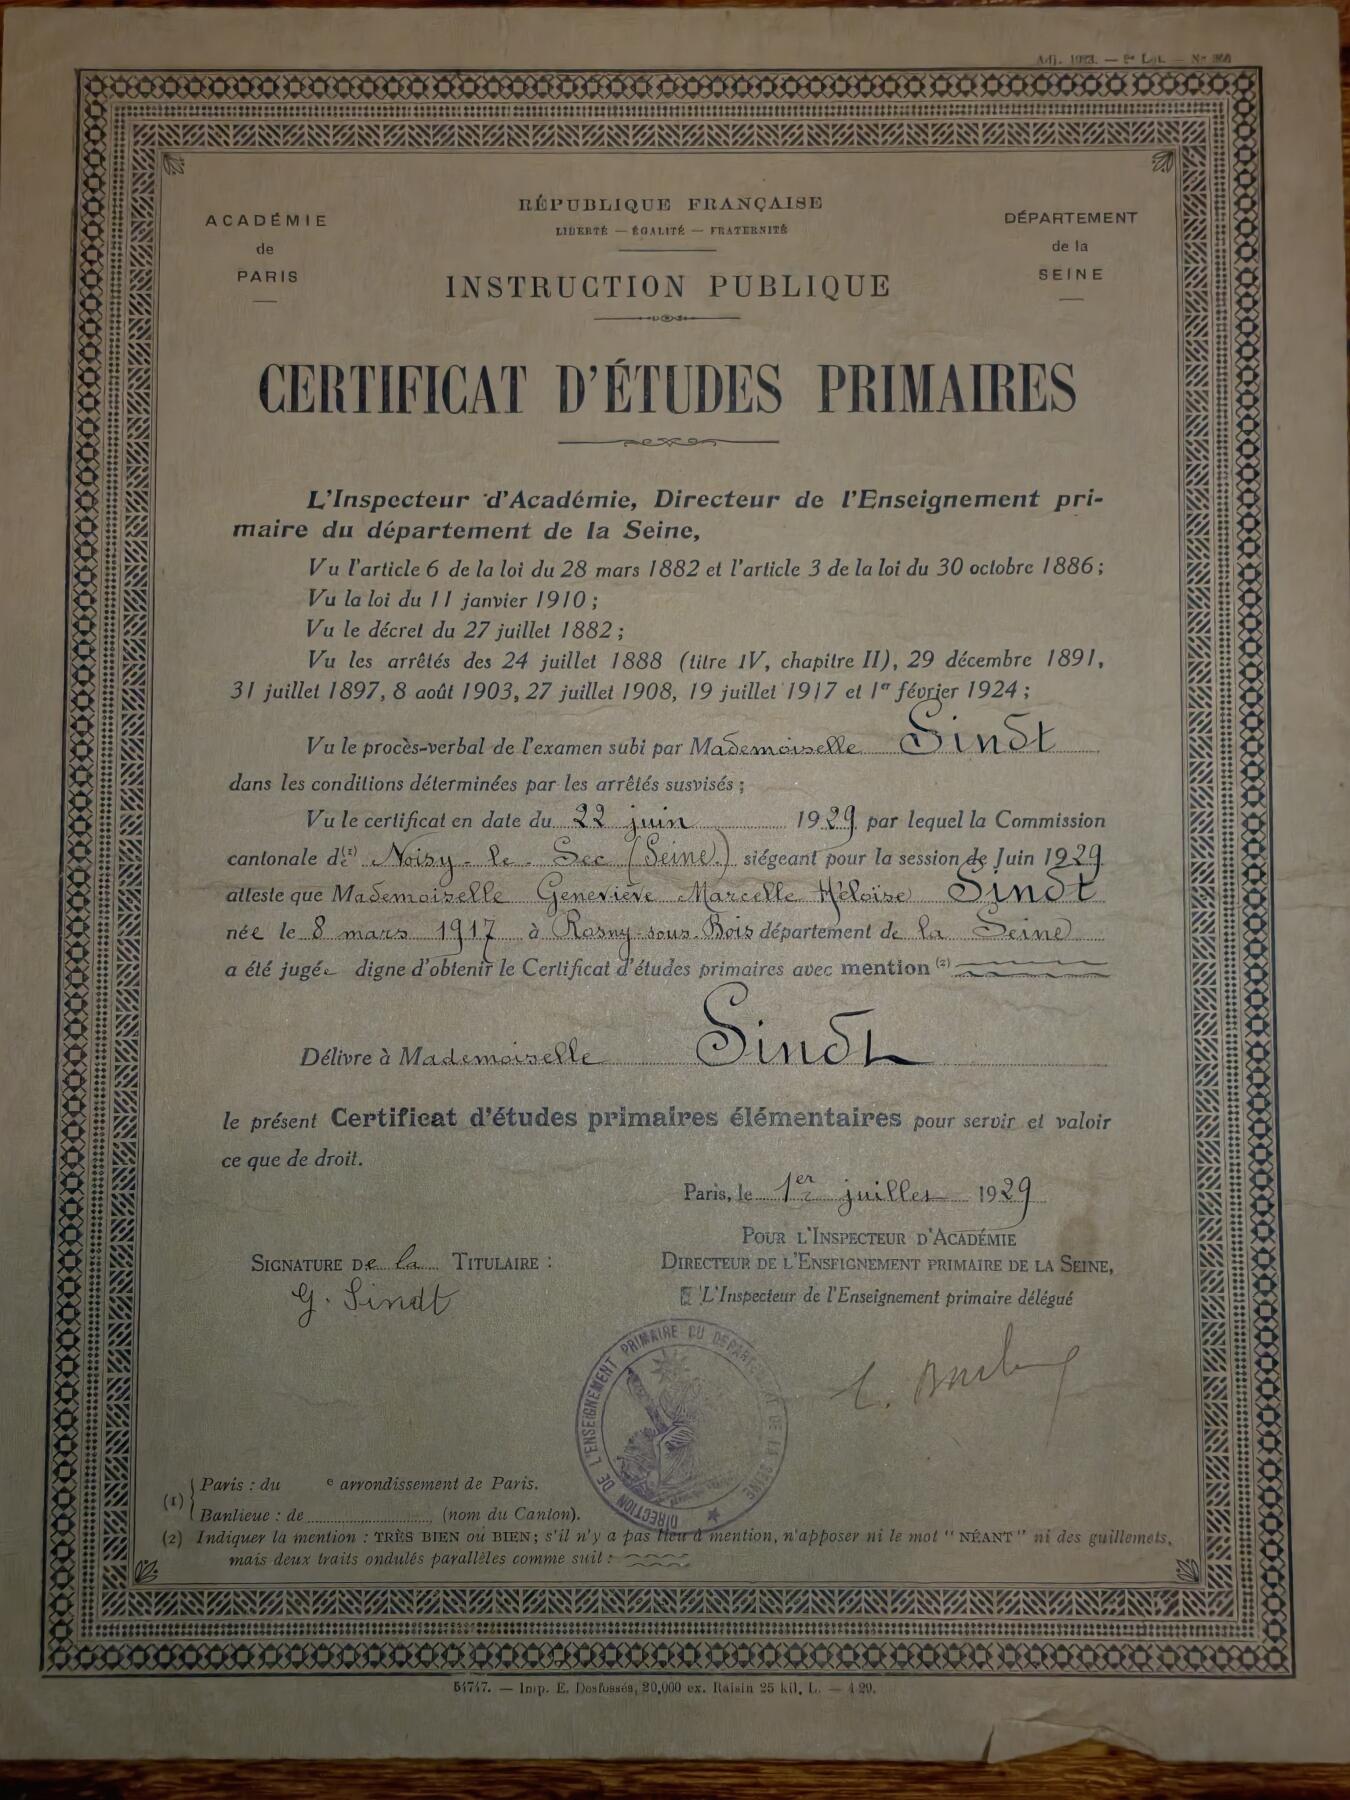 Adj. 1923. — 2e Lot. — No
RÉPUBLIQUE FRANÇAISE
LIBERTÉ — ÉGALITÉ — FRATERNITÉ
ACADÉMIE
de
PARIS
DÉPARTEMENT
de la
SEINE
INSTRUCTION PUBLIQUE
CERTIFICAT D'ÉTUDES PRIMAIRES
L'Inspecteur d'Académie, Directeur de l'Enseignement pri-
maire du département de la Seine,
Vu l'article 6 de la loi du 28 mars 1882 et l'article 3 de la loi du 30 octobre 1886 ;
Vu la loi du 11 janvier 1910 ;
Vu le décret du 27 juillet 1882 ;
Vu les arrêtés des 24 juillet 1888 (titre IV, chapitre II), 29 décembre 1891,
31 juillet 1897, 8 août 1903, 27 juillet 1908, 19 juillet 1917 et 1er février 1924 ;
Vu le procès-verbal de l'examen subi par Mademoiselle Sindt
dans les conditions déterminées par les arrêtés susvisés ;
Vu le certificat en date du 22 juin 1929 par lequel la Commission
cantonale de Noisy-le-Sec (Seine) siégeant pour la session de Juin 1929
atteste que Mademoiselle Geneviève Marcelle Héloïse Sindt
née le 8 mars 1917 à Rosny-sous-Bois département de la Seine
a été jugée digne d'obtenir le Certificat d'études primaires avec mention (2)
Délivre à Mademoiselle Sindt
le présent Certificat d'études primaires élémentaires pour servir et valoir
ce que de droit.
Paris, le 1er juillet 1929
POUR L'INSPECTEUR D'ACADÉMIE
DIRECTEUR DE L'ENSEIGNEMENT PRIMAIRE DE LA SEINE,
L'Inspecteur de l'Enseignement primaire délégué
SIGNATURE De la TITULAIRE :
G. Sindt
DIRECTION DE L'ENSEIGNEMENT PRIMAIRE DU DEPARTEMENT DE LA SEINE
(1) Paris : du e arrondissement de Paris.
Banlieue : de (nom du Canton).
(2) Indiquer la mention : TRÈS BIEN ou BIEN ; s'il n'y a pas lieu à mention, n'apposer ni le mot "NÉANT" ni des guillemets,
mais deux traits ondulés parallèles comme suit :
54747. — Imp. E. Desfossés, 20,000 ex. Raisin 25 kil, L. — 4 29.